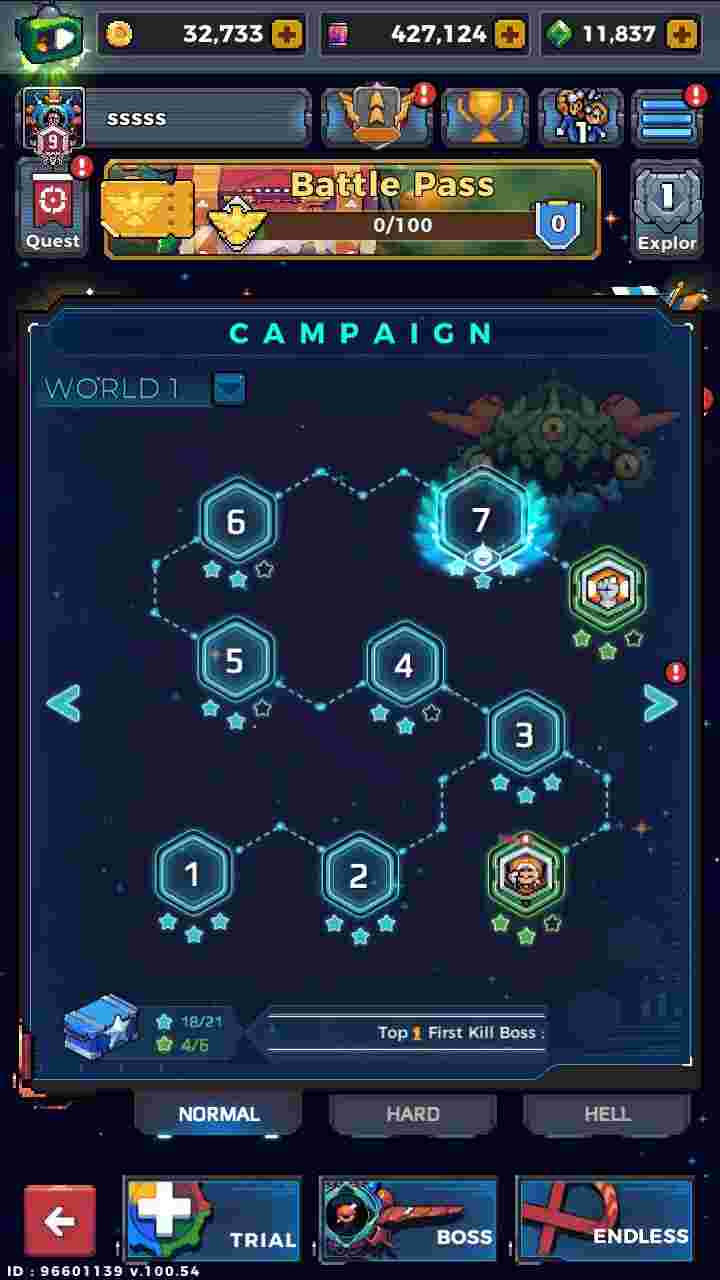 32,733
427,124
11,837
9
sssss
1
Quest
Battle Pass
0/100
0
1
Explor
CAMPAIGN
WORLD 1
6
7
5
4
3
1
2
18/21
4/6
Top 1 First Kill Boss :
NORMAL
HARD
HELL
TRIAL
BOSS
ENDLESS
ID : 96601139 v.100.54